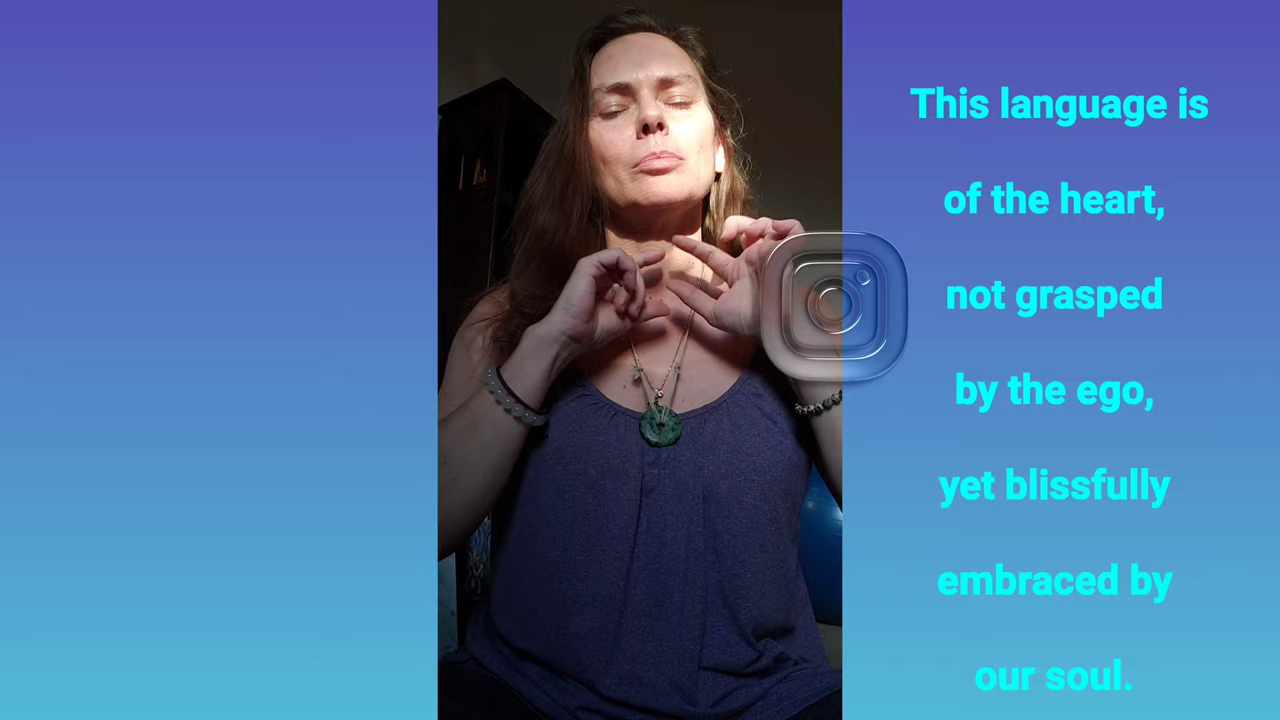 This language is
of the heart,
not grasped
by the ego,
yet blissfully
embraced by
our soul.